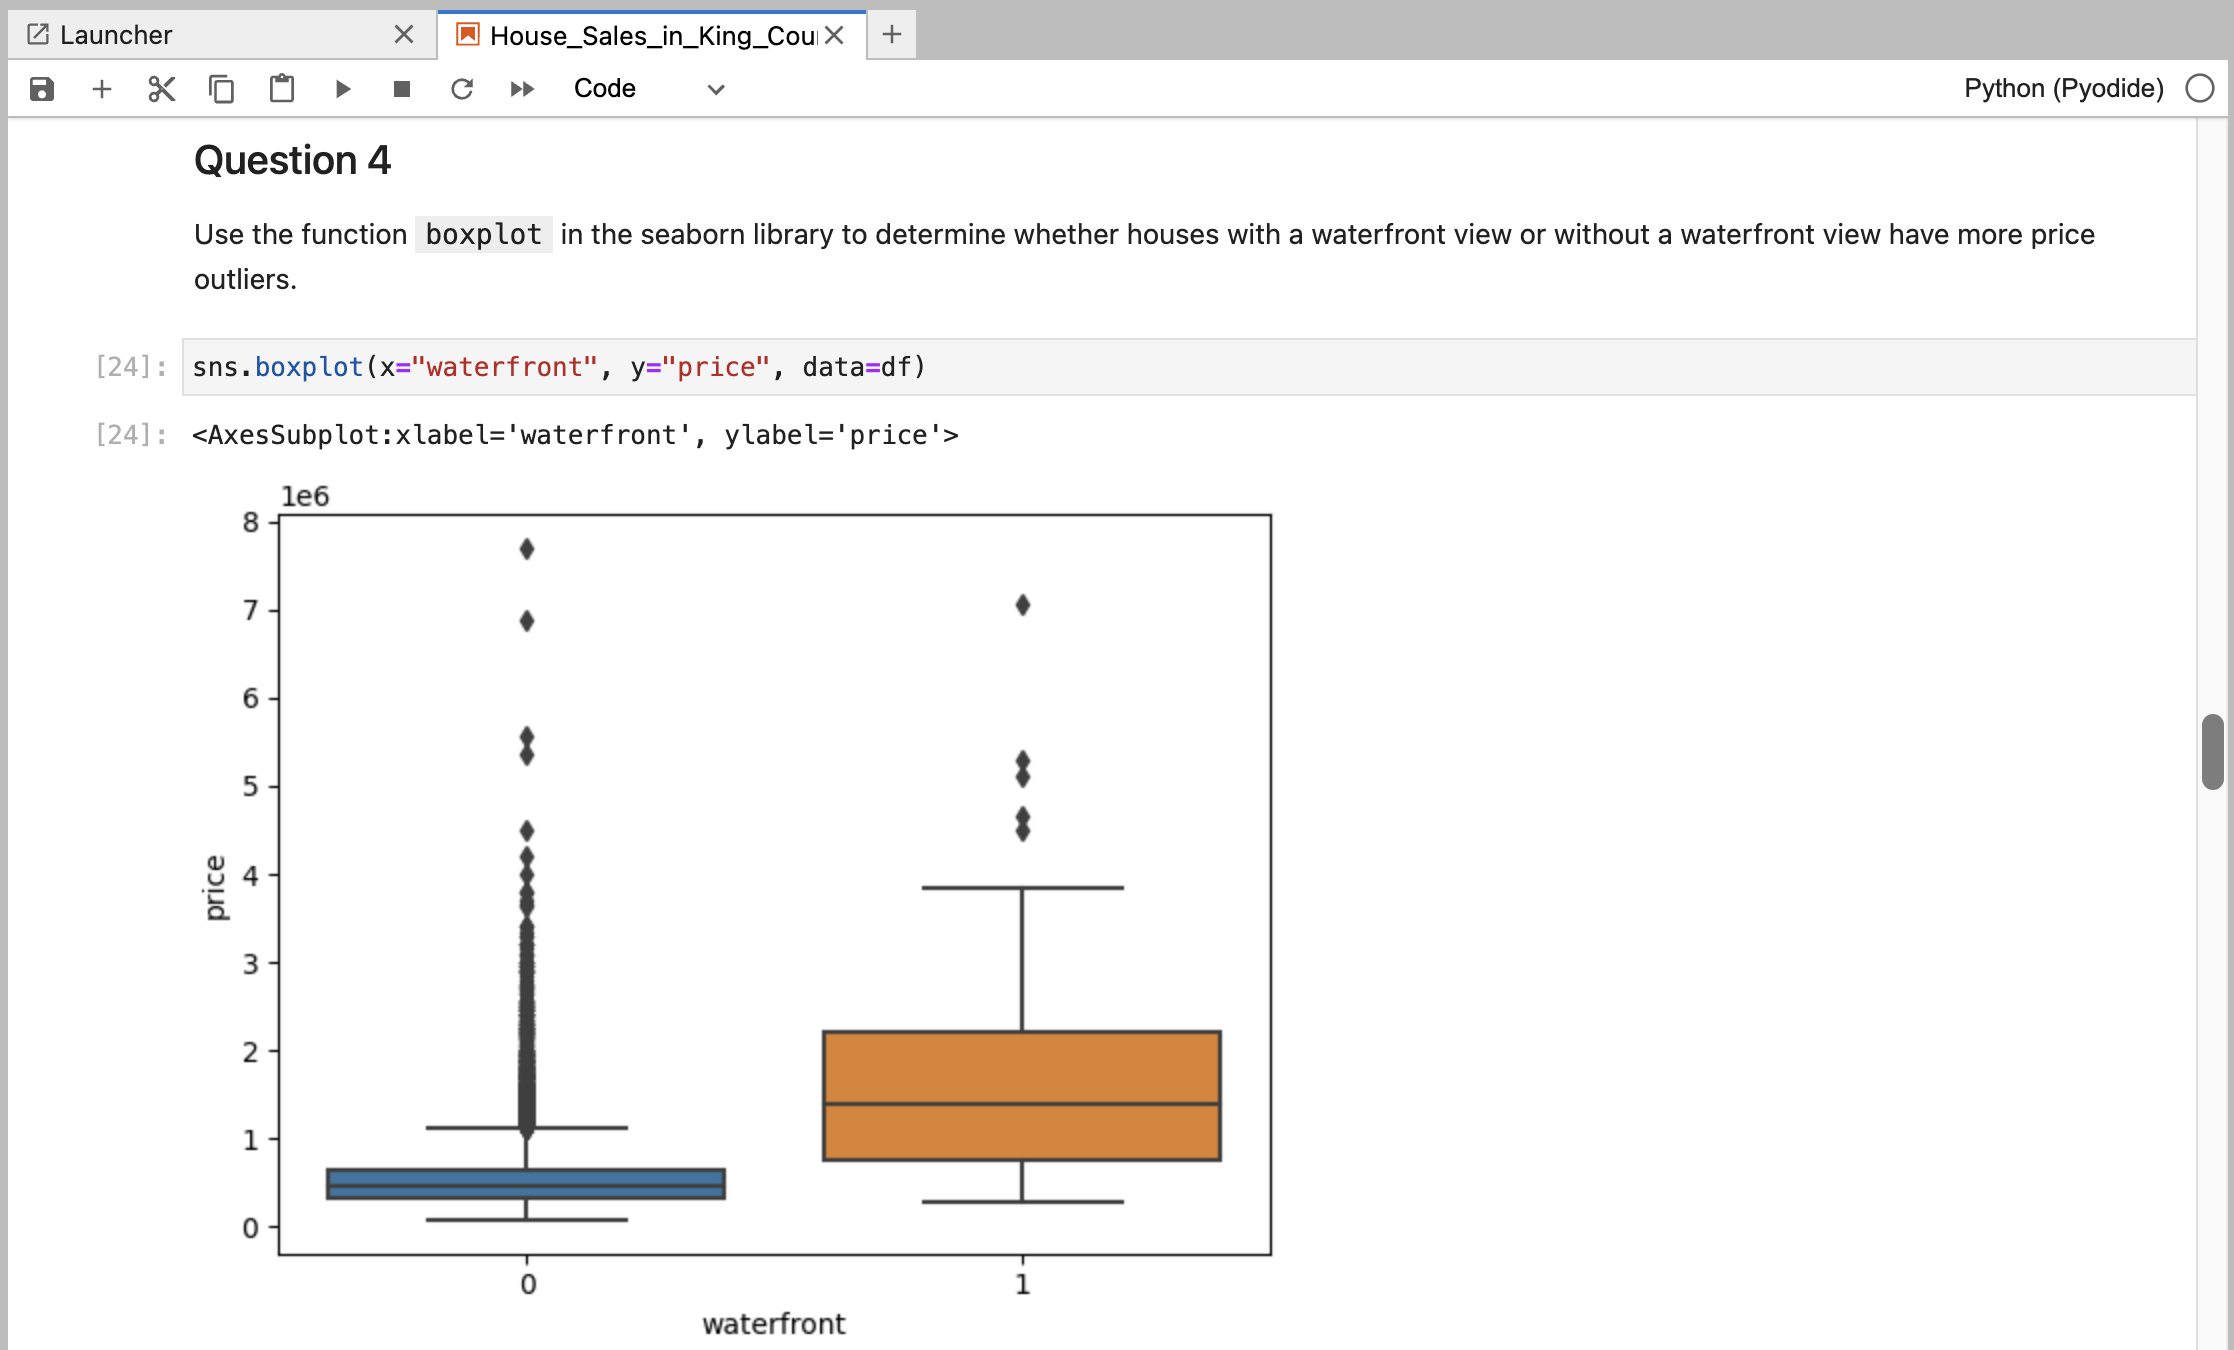 Launcher
House_Sales_in_King_Cou
Code
Python (Pyodide)
Question 4
Use the function boxplot in the seaborn library to determine whether houses with a waterfront view or without a waterfront view have more price
outliers.
[24]: sns.boxplot(x="waterfront", y="price", data=df)
[24]: <AxesSubplot:xlabel='waterfront', ylabel='price'>
1e6
8
7
6
5
4
3
2
1
0
price
0 1
waterfront